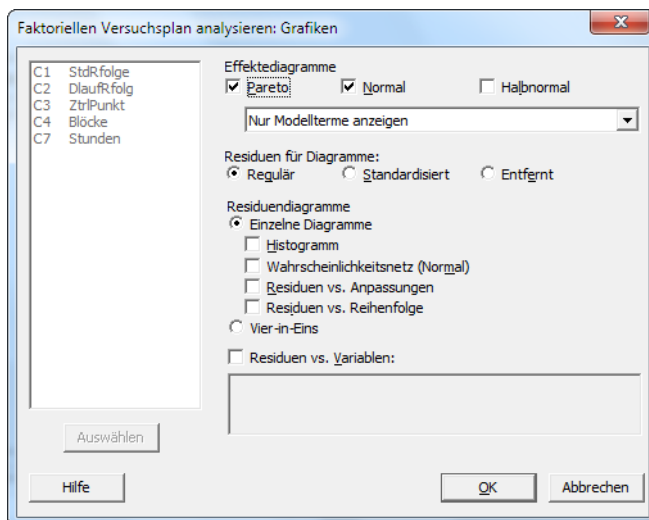 Faktoriellen Versuchsplan analysieren: Grafiken
C1 StdRfolge
C2 DlaufRfolg
C3 ZtrlPunkt
C4 Blöcke
C7 Stunden
Auswählen
Effektediagramme
Pareto Normal Halbnormal
Nur Modellterme anzeigen
Residuen für Diagramme:
Regulär Standardisiert Entfernt
Residuendiagramme
Einzelne Diagramme
Histogramm
Wahrscheinlichkeitsnetz (Normal)
Residuen vs. Anpassungen
Residuen vs. Reihenfolge
Vier-in-Eins
Residuen vs. Variablen:
Hilfe OK Abbrechen